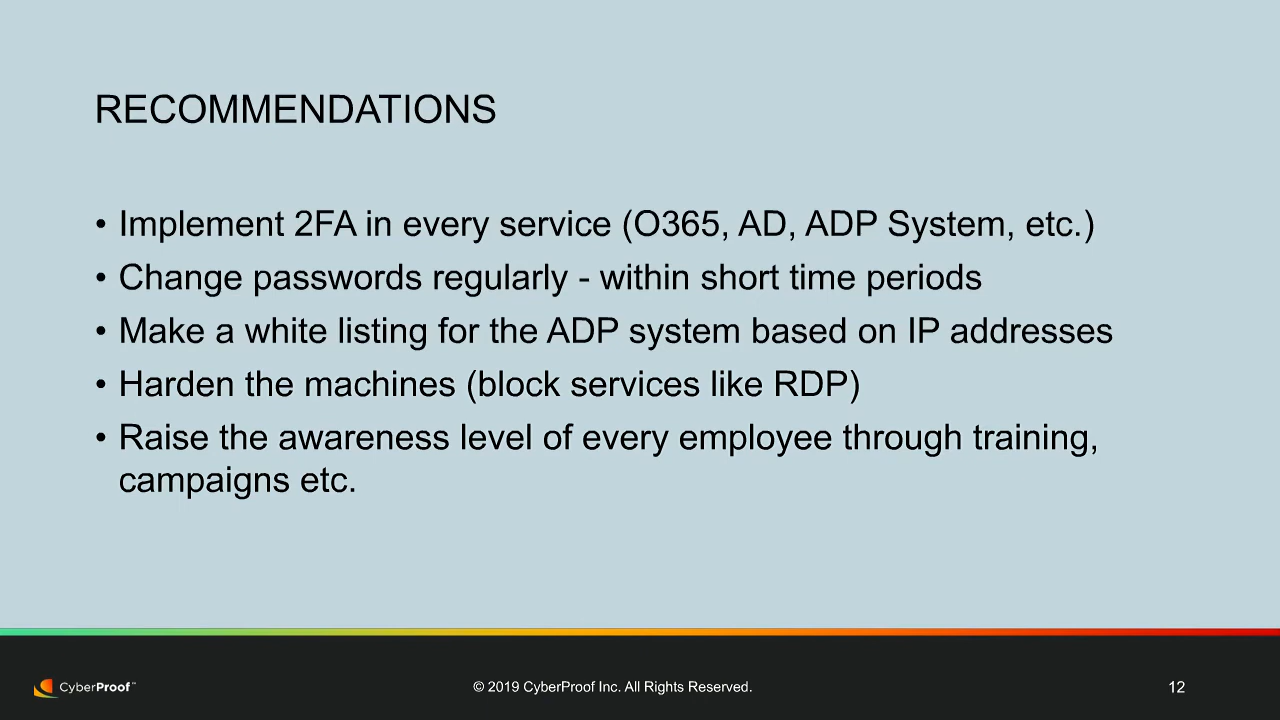 RECOMMENDATIONS
• Implement 2FA in every service (O365, AD, ADP System, etc.)
• Change passwords regularly - within short time periods
• Make a white listing for the ADP system based on IP addresses
• Harden the machines (block services like RDP)
• Raise the awareness level of every employee through training,
campaigns etc.
CyberProof™
© 2019 CyberProof Inc. All Rights Reserved.
12